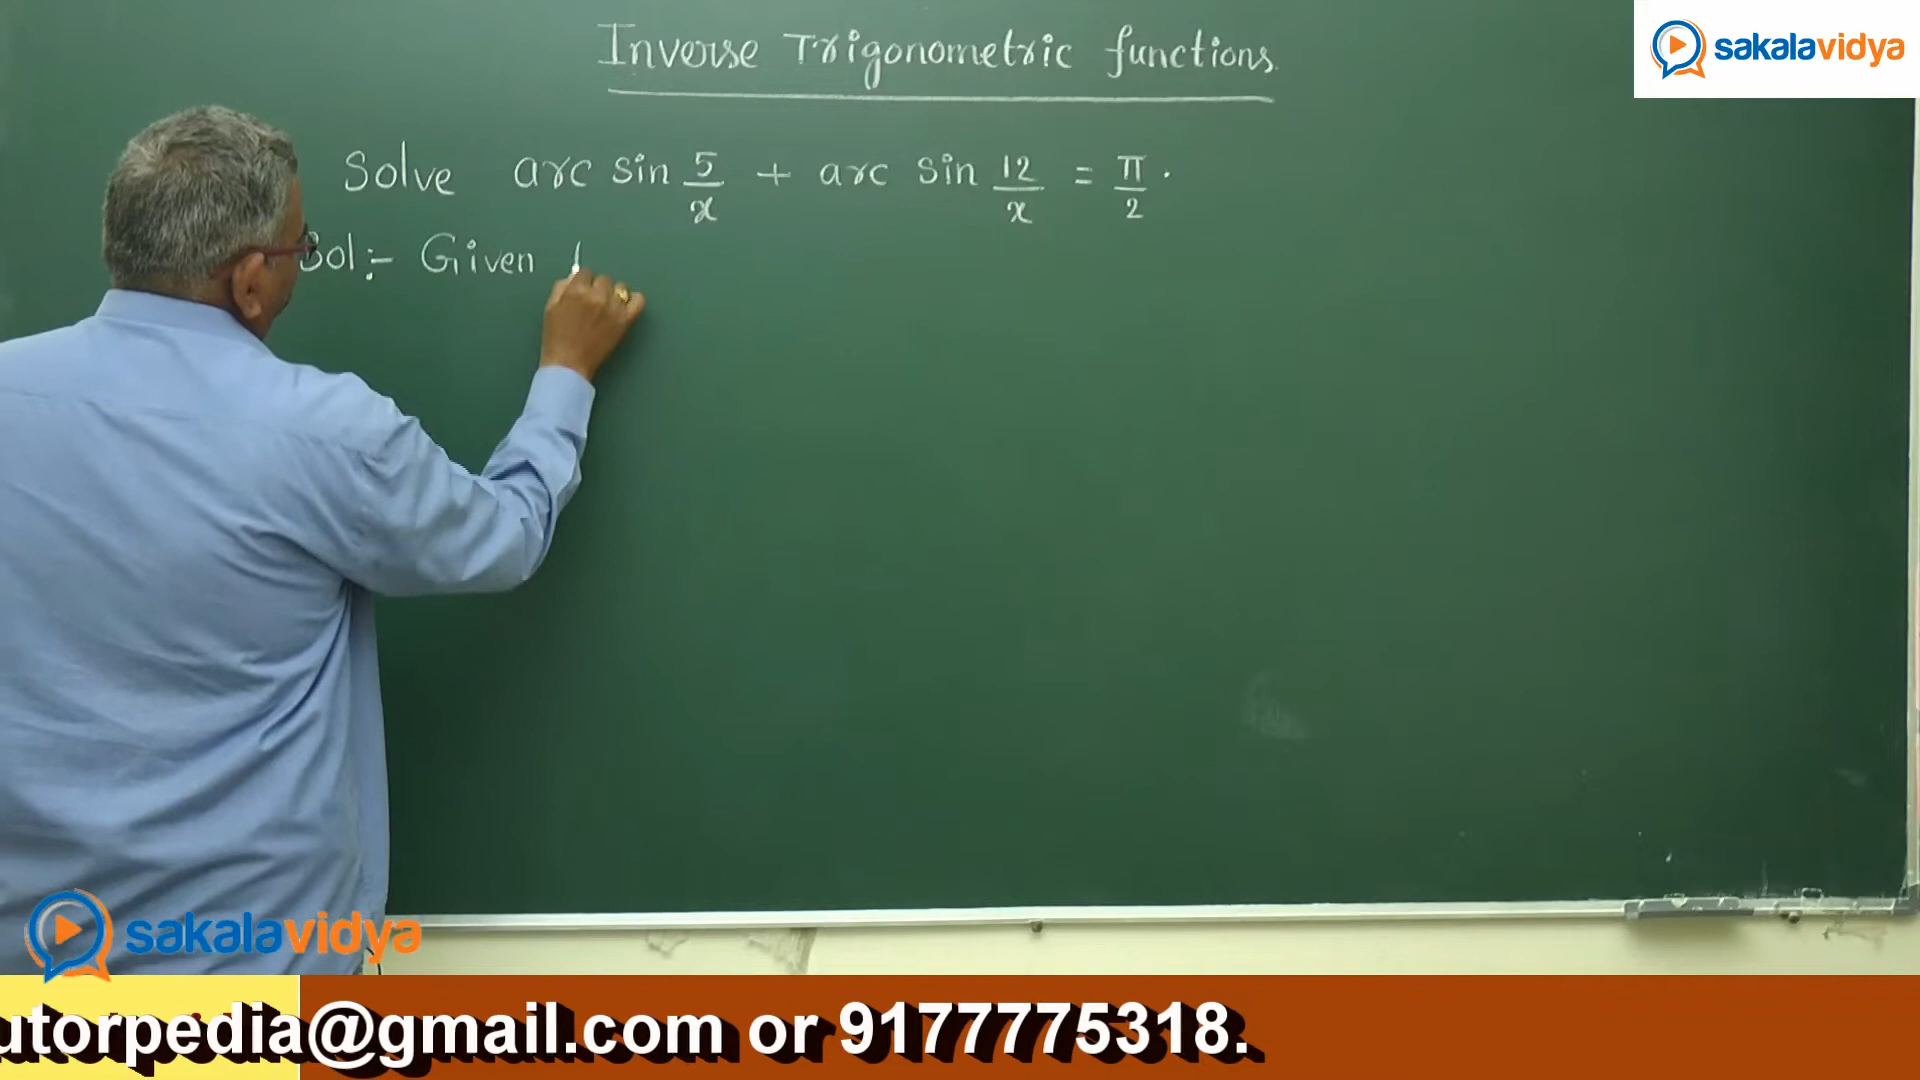 Inverse Trigonometric functions.
sakalavidya
Solve arc sin 5/x + arc sin 12/x = π/2.
Sol:- Given
sakalavidya
utorpedia@gmail.com or 9177775318.